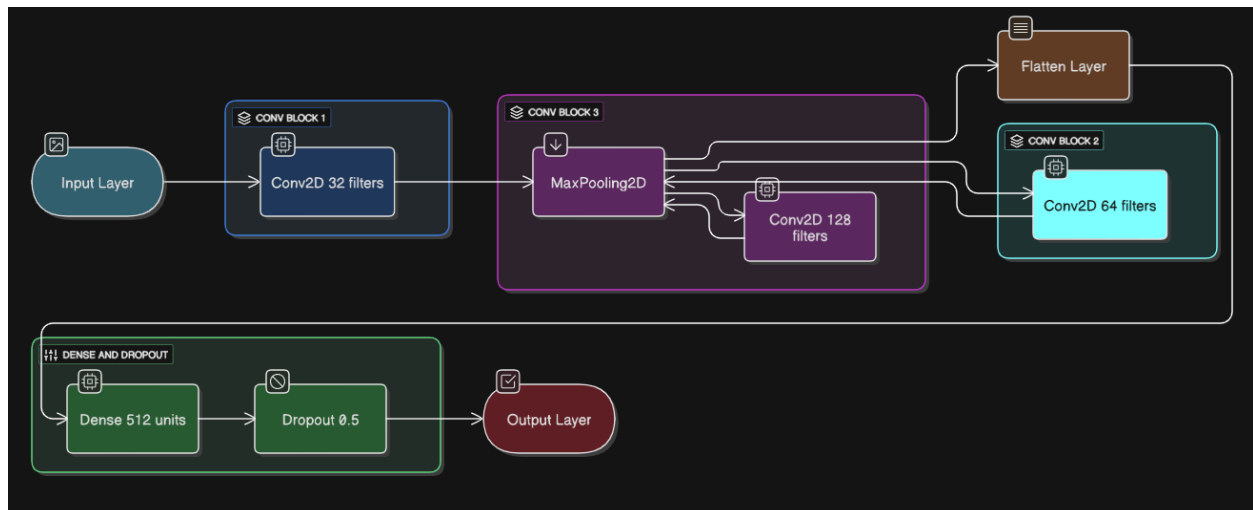 Flatten Layer
CONV BLOCK 1
CONV BLOCK 3
CONV BLOCK 2
Input Layer
Conv2D 32 filters
MaxPooling2D
Conv2D 128
filters
Conv2D 64 filters
DENSE AND DROPOUT
Dense 512 units
Dropout 0.5
Output Layer